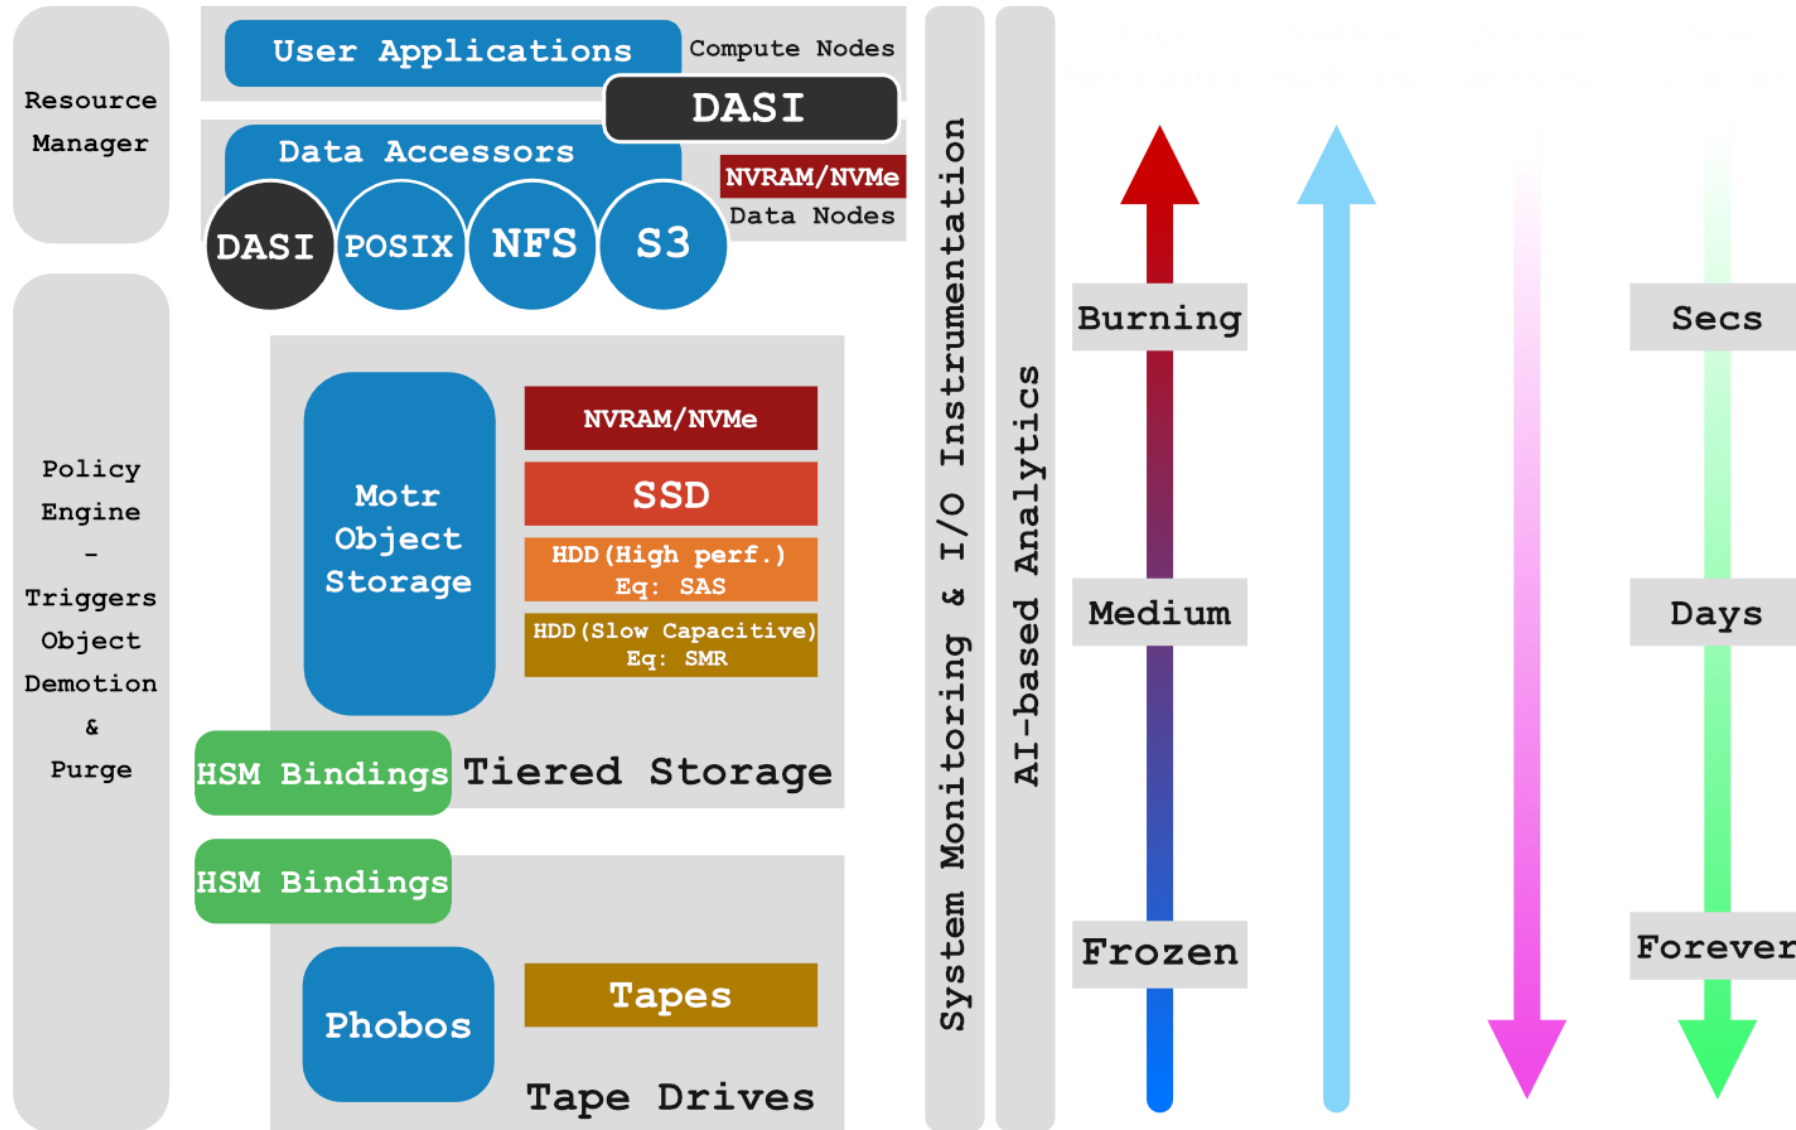 Resource
Manager
User Applications
Compute Nodes
DASI
Data Accessors
NVRAM/NVMe
Data Nodes
DASI
POSIX
NFS
S3
Policy
Engine
-
Triggers
Object
Demotion
&
Purge
Motr
Object
Storage
NVRAM/NVMe
SSD
HDD(High perf.)
Eq: SAS
HDD(Slow Capacitive)
Eq: SMR
HSM Bindings
Tiered Storage
HSM Bindings
Phobos
Tapes
Tape Drives
System Monitoring & I/O Instrumentation
AI-based Analytics
Burning
Medium
Frozen
Secs
Days
Forever